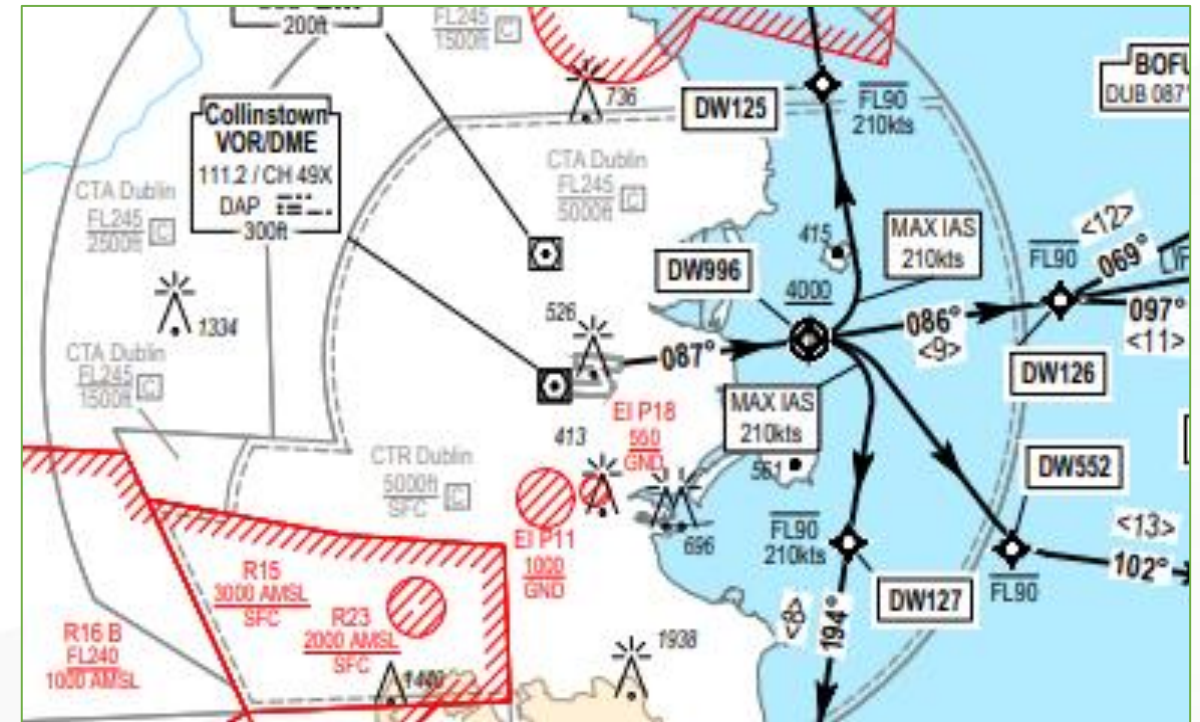 200ft
FL245
1500ft
C
736
DW125
FL90
210kts
BOFU
DUB 087°
Collinstown
VOR/DME
111.2 / CH 49X
DAP
300ft
CTA Dublin
FL245
2500ft
C
CTA Dublin
FL245
5000ft
C
415
MAX IAS
210kts
<12>
069°
FL90
DW996
4000
1334
526
087°
086°
<9>
097°
<11>
CTA Dublin
FL245
1500ft
C
DW126
EI P18
550
GND
MAX IAS
210kts
413
561
CTR Dublin
5000ft
SFC
C
DW552
696
FL90
210kts
<13>
102°
FL90
EI P11
1000
GND
R15
3000 AMSL
SFC
R23
2000 AMSL
SFC
DW127
194°
R16 B
FL240
1000 AMSL
1938